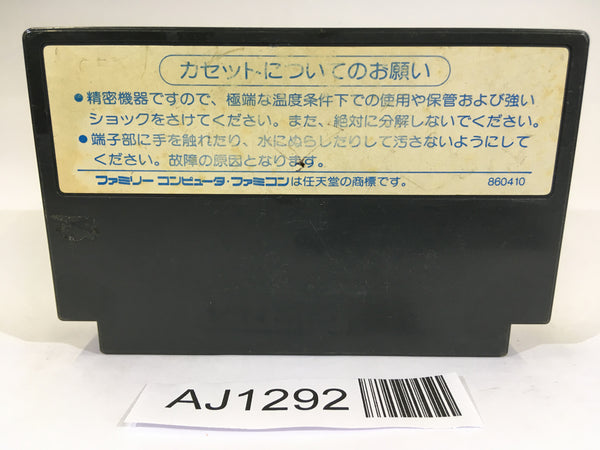 カセットについてのお願い
●精密機器ですので、極端な温度条件下での使用や保管および強い
ショックをさけてください。また、絶対に分解しないでください。
●端子部に手を触れたり、水にぬらしたりして汚さないようにして
ください。故障の原因となります。
ファミリーコンピュータ・ファミコンは任天堂の商標です。 860410
AJ1292